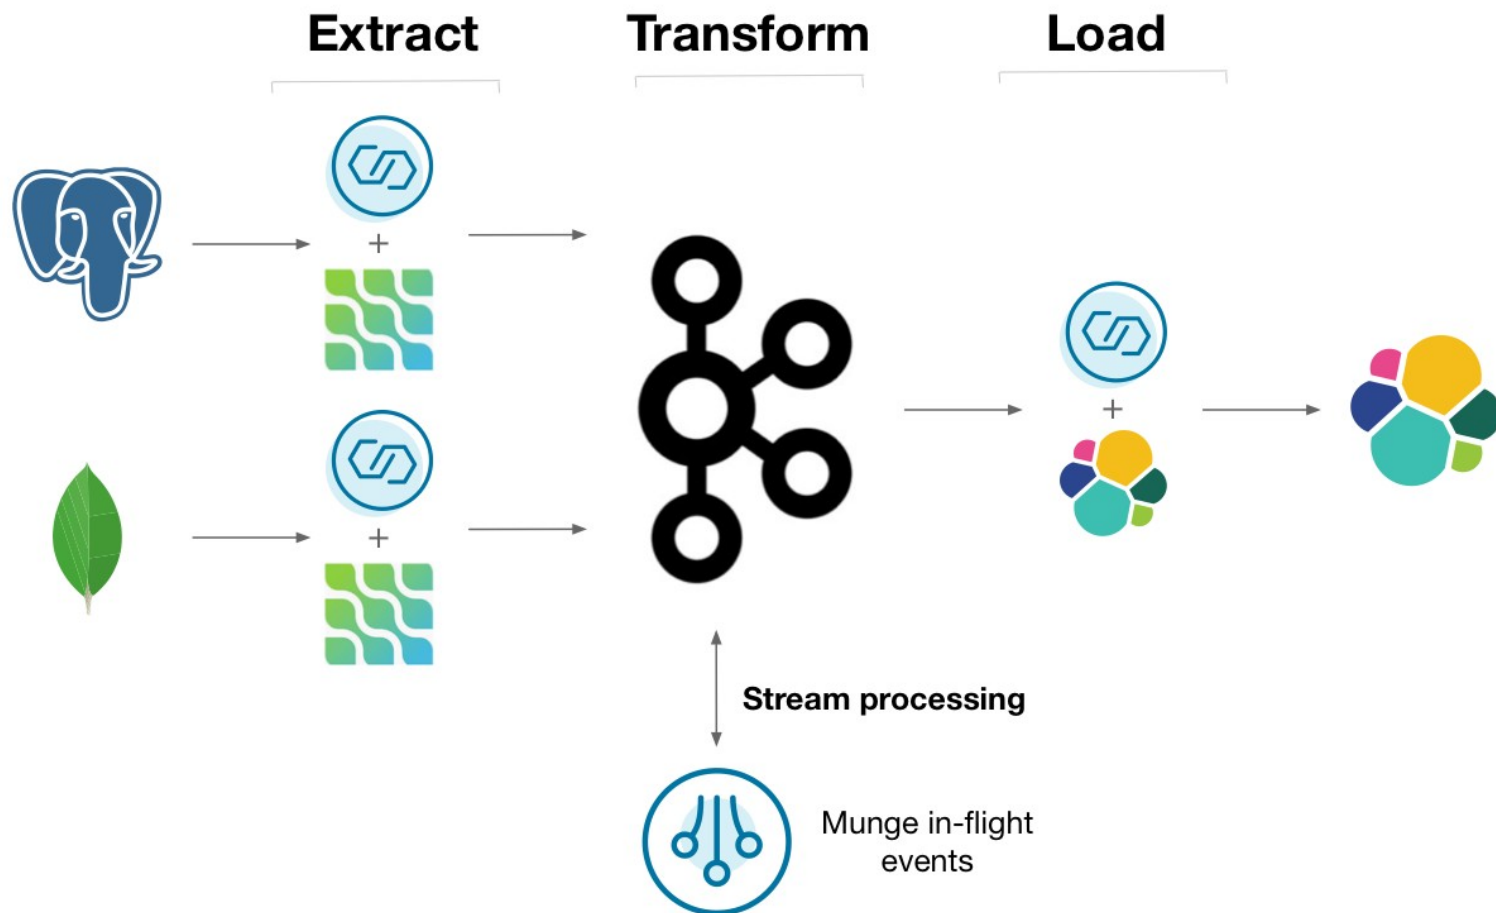 Extract
Transform
Load
+
+
+
Stream processing
Munge in-flight
events